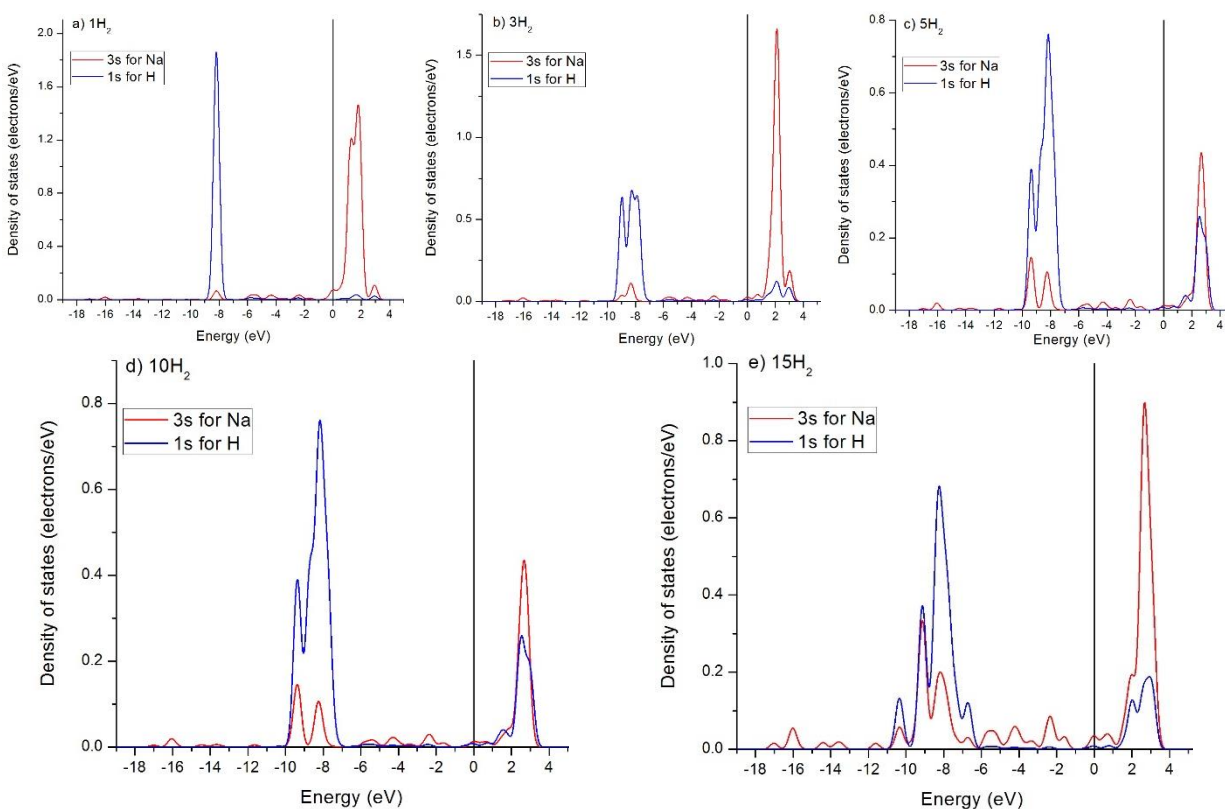 a) 1H₂
3s for Na
1s for H
Density of states (electrons/eV)
2.1
1.8
1.2
0.6
0.0
-18 -16 -14 -12 -10 -8 -6 -4 -2 0 2 4
Energy (eV)
b) 3H₂
3s for Na
1s for H
Density of states (electrons/eV)
1.5
1.0
0.5
0.0
-18 -16 -14 -12 -10 -8 -6 -4 -2 0 2 4
Energy (eV)
c) 5H₂
3s for Na
1s for H
Density of states (electrons/eV)
0.8
0.6
0.4
0.2
0.0
-18 -16 -14 -12 -10 -8 -6 -4 -2 0 2 4
Energy (eV)
d) 10H₂
3s for Na
1s for H
Density of states (electrons/eV)
0.8
0.6
0.4
0.2
0.0
-18 -16 -14 -12 -10 -8 -6 -4 -2 0 2 4
Energy (eV)
e) 15H₂
3s for Na
1s for H
Density of states (electrons/eV)
1.0
0.8
0.6
0.4
0.2
0.0
-18 -16 -14 -12 -10 -8 -6 -4 -2 0 2 4
Energy (eV)